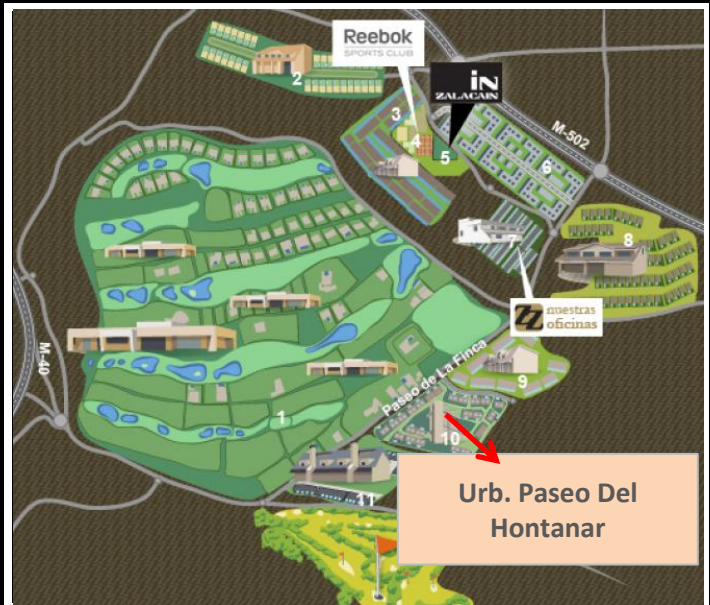 Reebok
SPORTS CLUB
2
in
ZALACAIN
3
M-502
4
5
6
7
8
ZZ nuestras
oficinas
M-40
9
Paseo de La Finca
1
10
Urb. Paseo Del
Hontanar
11